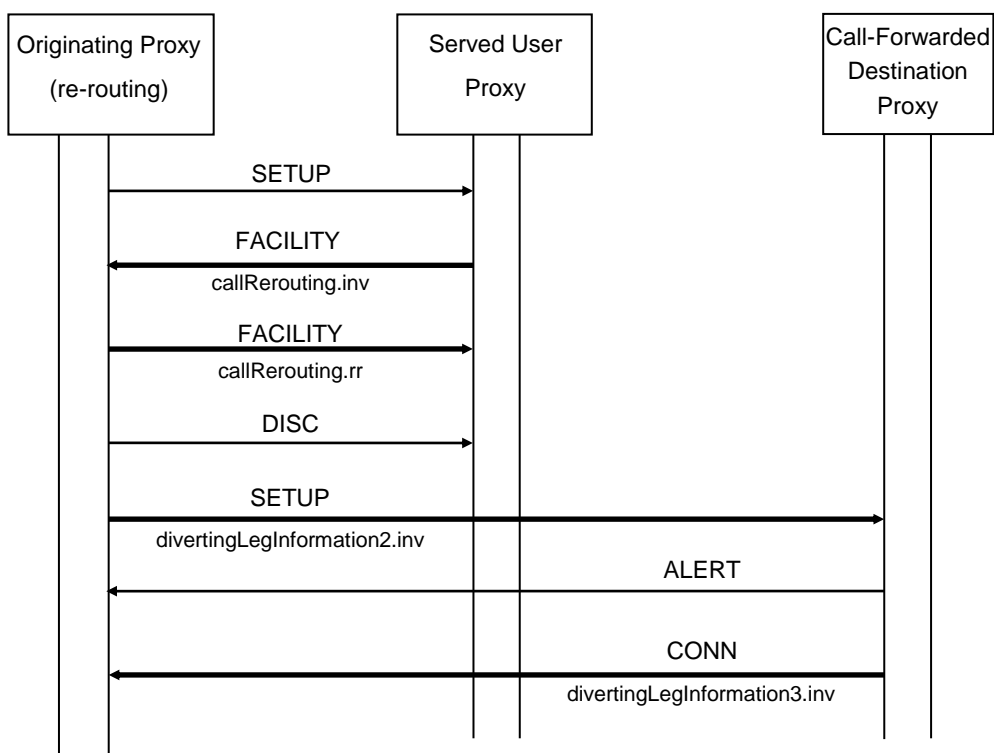 Originating Proxy
(re-routing)
Served User
Proxy
Call-Forwarded
Destination
Proxy
SETUP
FACILITY
callRerouting.inv
FACILITY
callRerouting.rr
DISC
SETUP
divertingLegInformation2.inv
ALERT
CONN
divertingLegInformation3.inv